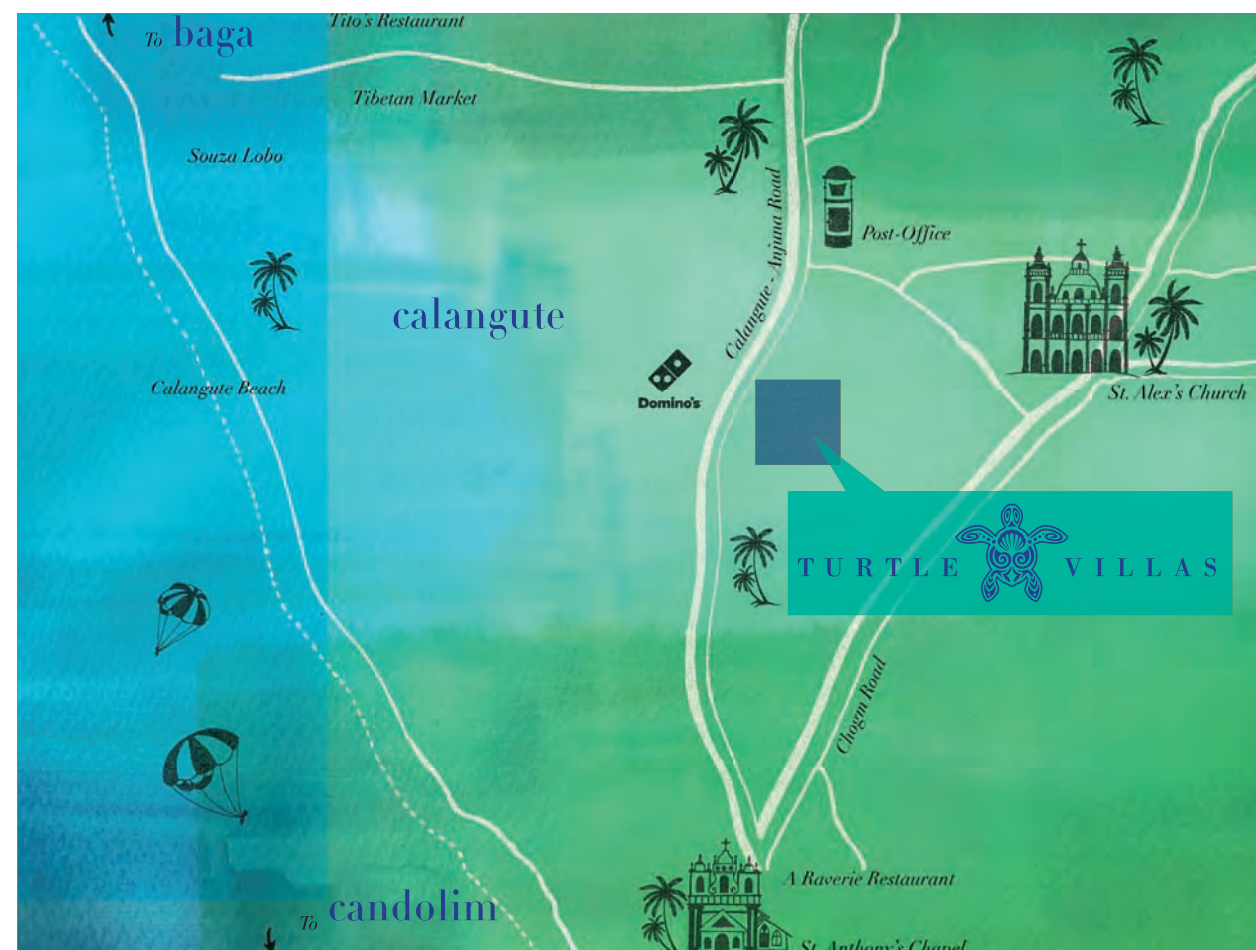 Tito's Restaurant
To baga
Tibetan Market
Souza Lobo
Calangute - Anjuna Road
Post-Office
calangute
Calangute Beach
Domino's
St. Alex's Church
TURTLE VILLAS
Chogm Road
A Raverie Restaurant
To candolim
St. Anthony's Chapel